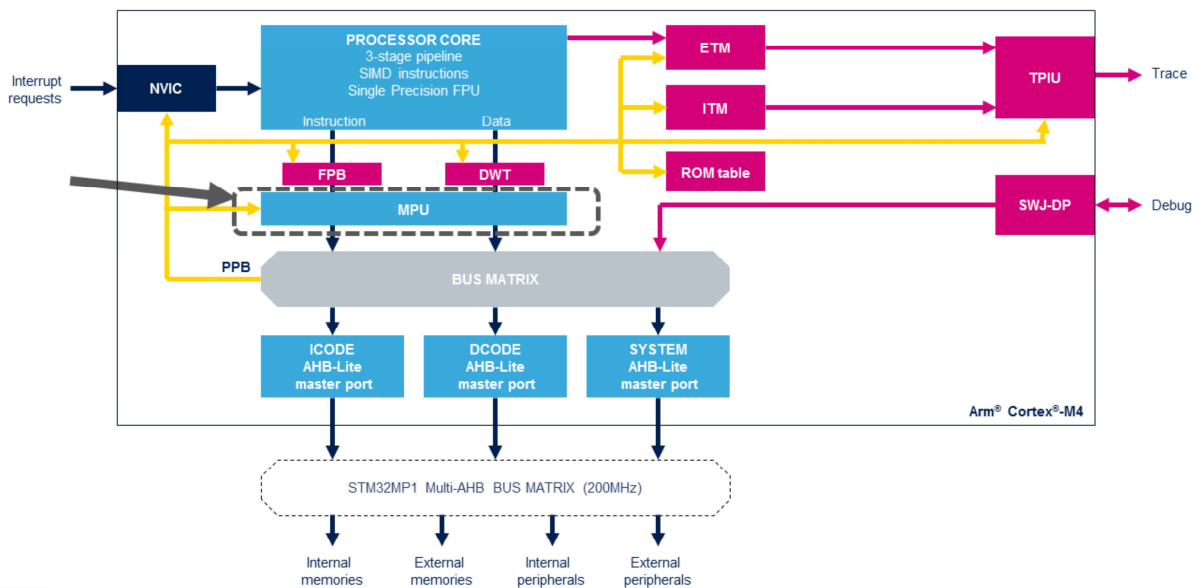 PROCESSOR CORE
3-stage pipeline
SIMD instructions
Single Precision FPU
Instruction
Data
Interrupt
requests
NVIC
ETM
ITM
TPIU
Trace
FPB
DWT
ROM table
MPU
SWJ-DP
Debug
PPB
BUS MATRIX
ICODE
AHB-Lite
master port
DCODE
AHB-Lite
master port
SYSTEM
AHB-Lite
master port
Arm® Cortex®-M4
STM32MP1 Multi-AHB BUS MATRIX (200MHz)
Internal
memories
External
memories
Internal
peripherals
External
peripherals